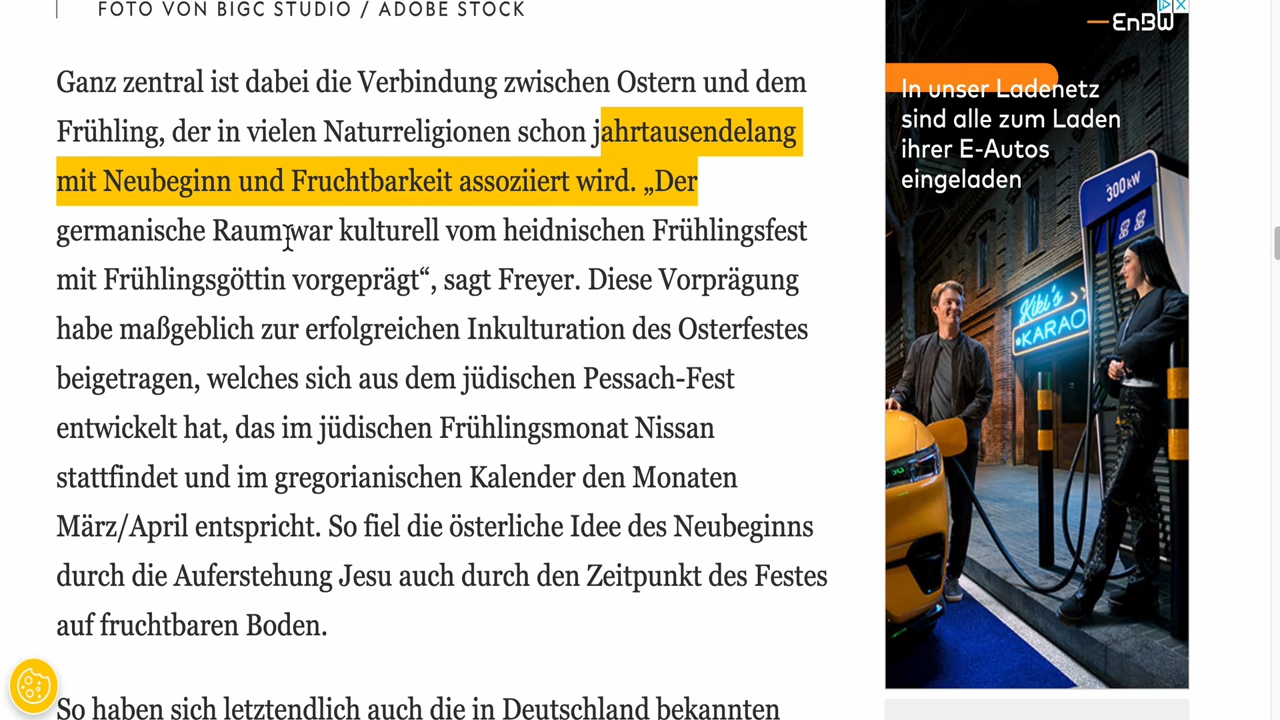 FOTO VON BIGC STUDIO / ADOBE STOCK
Ganz zentral ist dabei die Verbindung zwischen Ostern und dem
Frühling, der in vielen Naturreligionen schon jahrtausendelang
mit Neubeginn und Fruchtbarkeit assoziiert wird. „Der
germanische Raum war kulturell vom heidnischen Frühlingsfest
mit Frühlingsgöttin vorgeprägt“, sagt Freyer. Diese Vorprägung
habe maßgeblich zur erfolgreichen Inkulturation des Osterfestes
beigetragen, welches sich aus dem jüdischen Pessach-Fest
entwickelt hat, das im jüdischen Frühlingsmonat Nissan
stattfindet und im gregorianischen Kalender den Monaten
März/April entspricht. So fiel die österliche Idee des Neubeginns
durch die Auferstehung Jesu auch durch den Zeitpunkt des Festes
auf fruchtbaren Boden.
So haben sich letztendlich auch die in Deutschland bekannten
EnBW
In unser Ladenetz
sind alle zum Laden
ihrer E-Autos
eingeladen
300 kW
Kiki's
KARAO